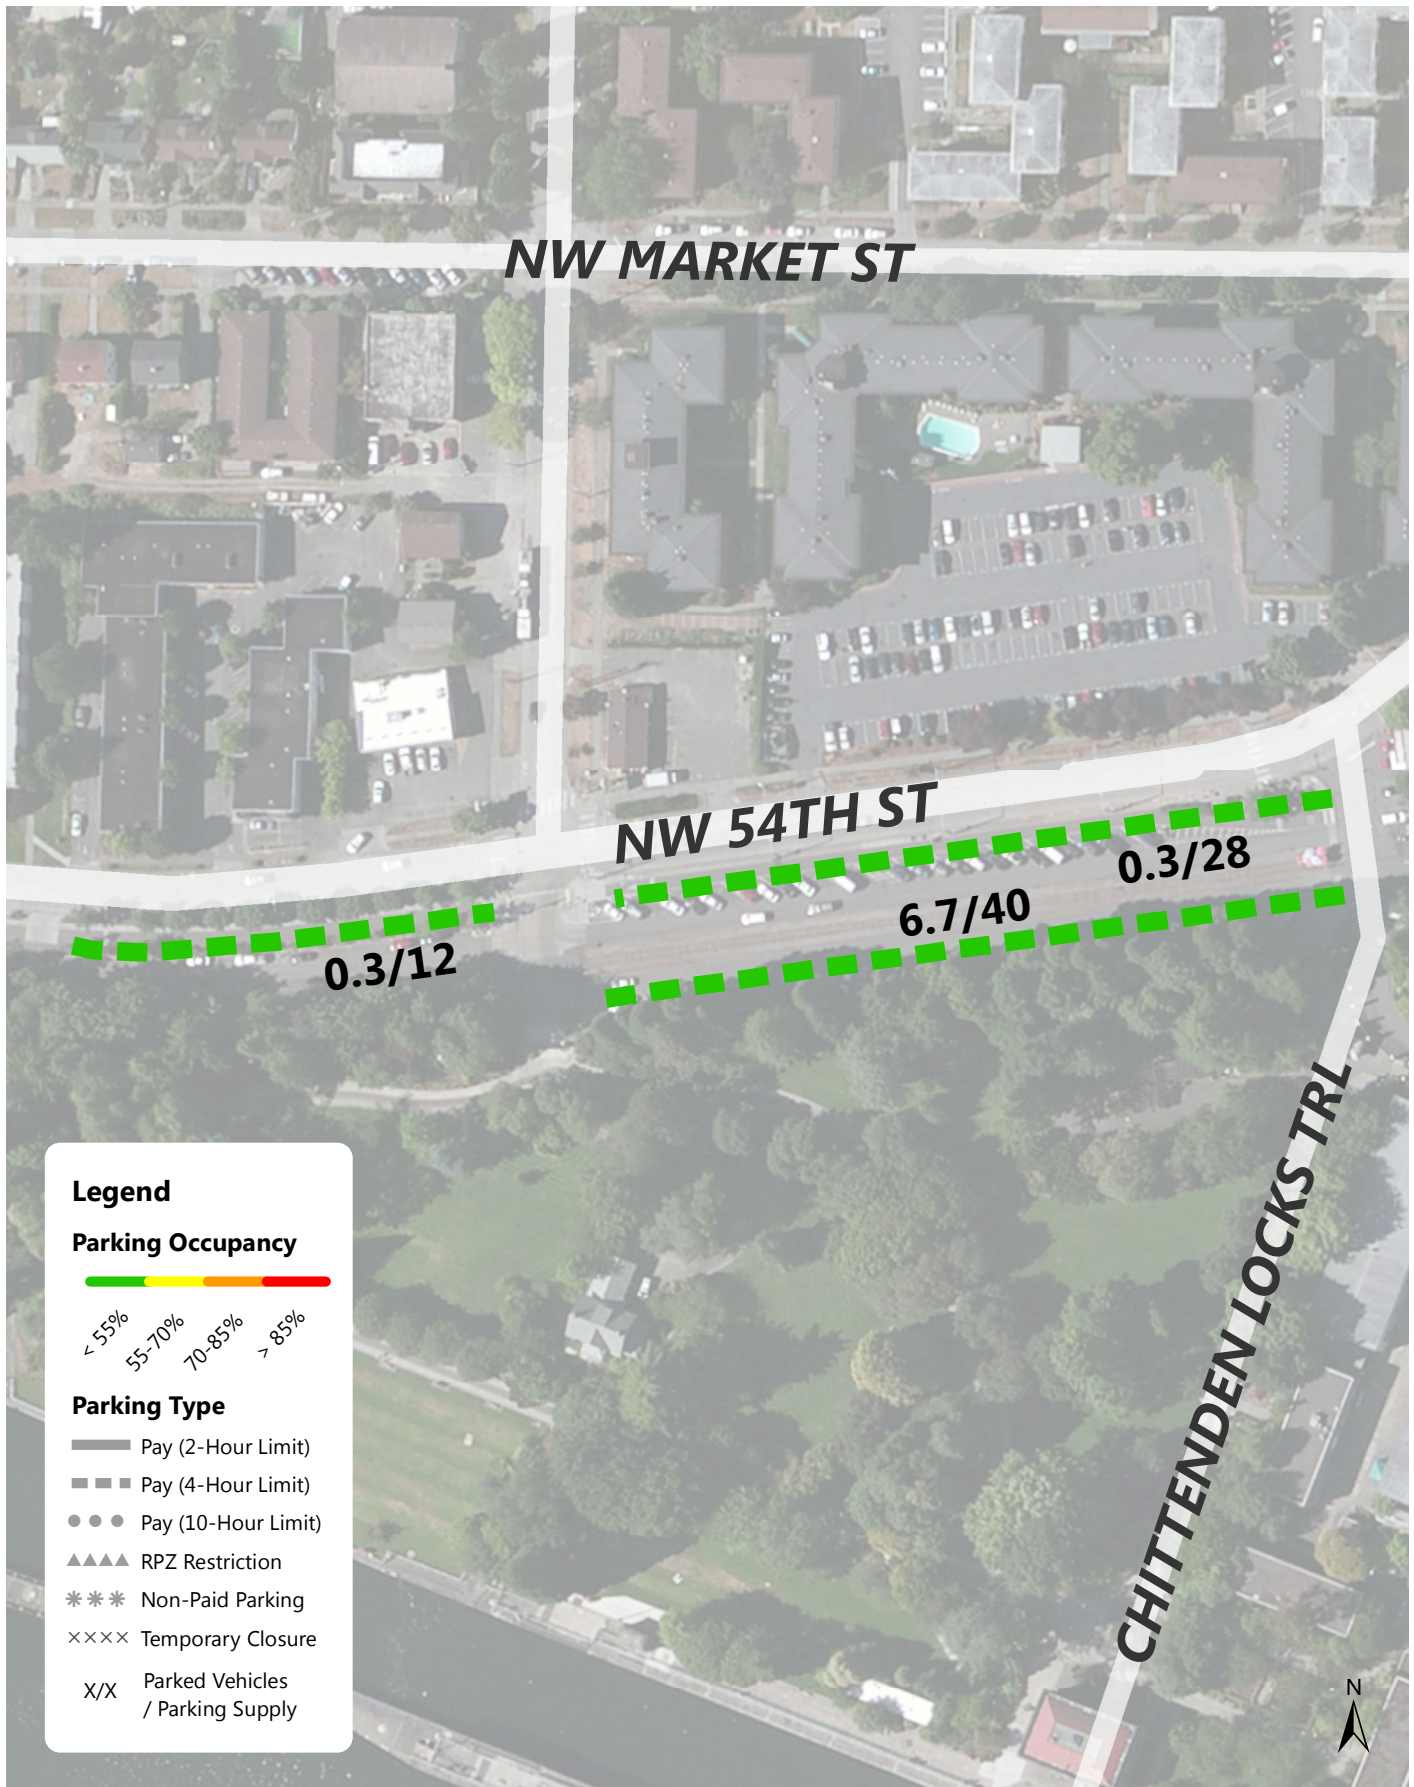 NW MARKET ST
NW 54TH ST
0.3/28
6.7/40
0.3/12
CHITTENDEN LOCKS TRL
Legend
Parking Occupancy
< 55%
55-70%
70-85%
> 85%
Parking Type
Pay (2-Hour Limit)
Pay (4-Hour Limit)
Pay (10-Hour Limit)
RPZ Restriction
Non-Paid Parking
Temporary Closure
X/X Parked Vehicles
/ Parking Supply
N